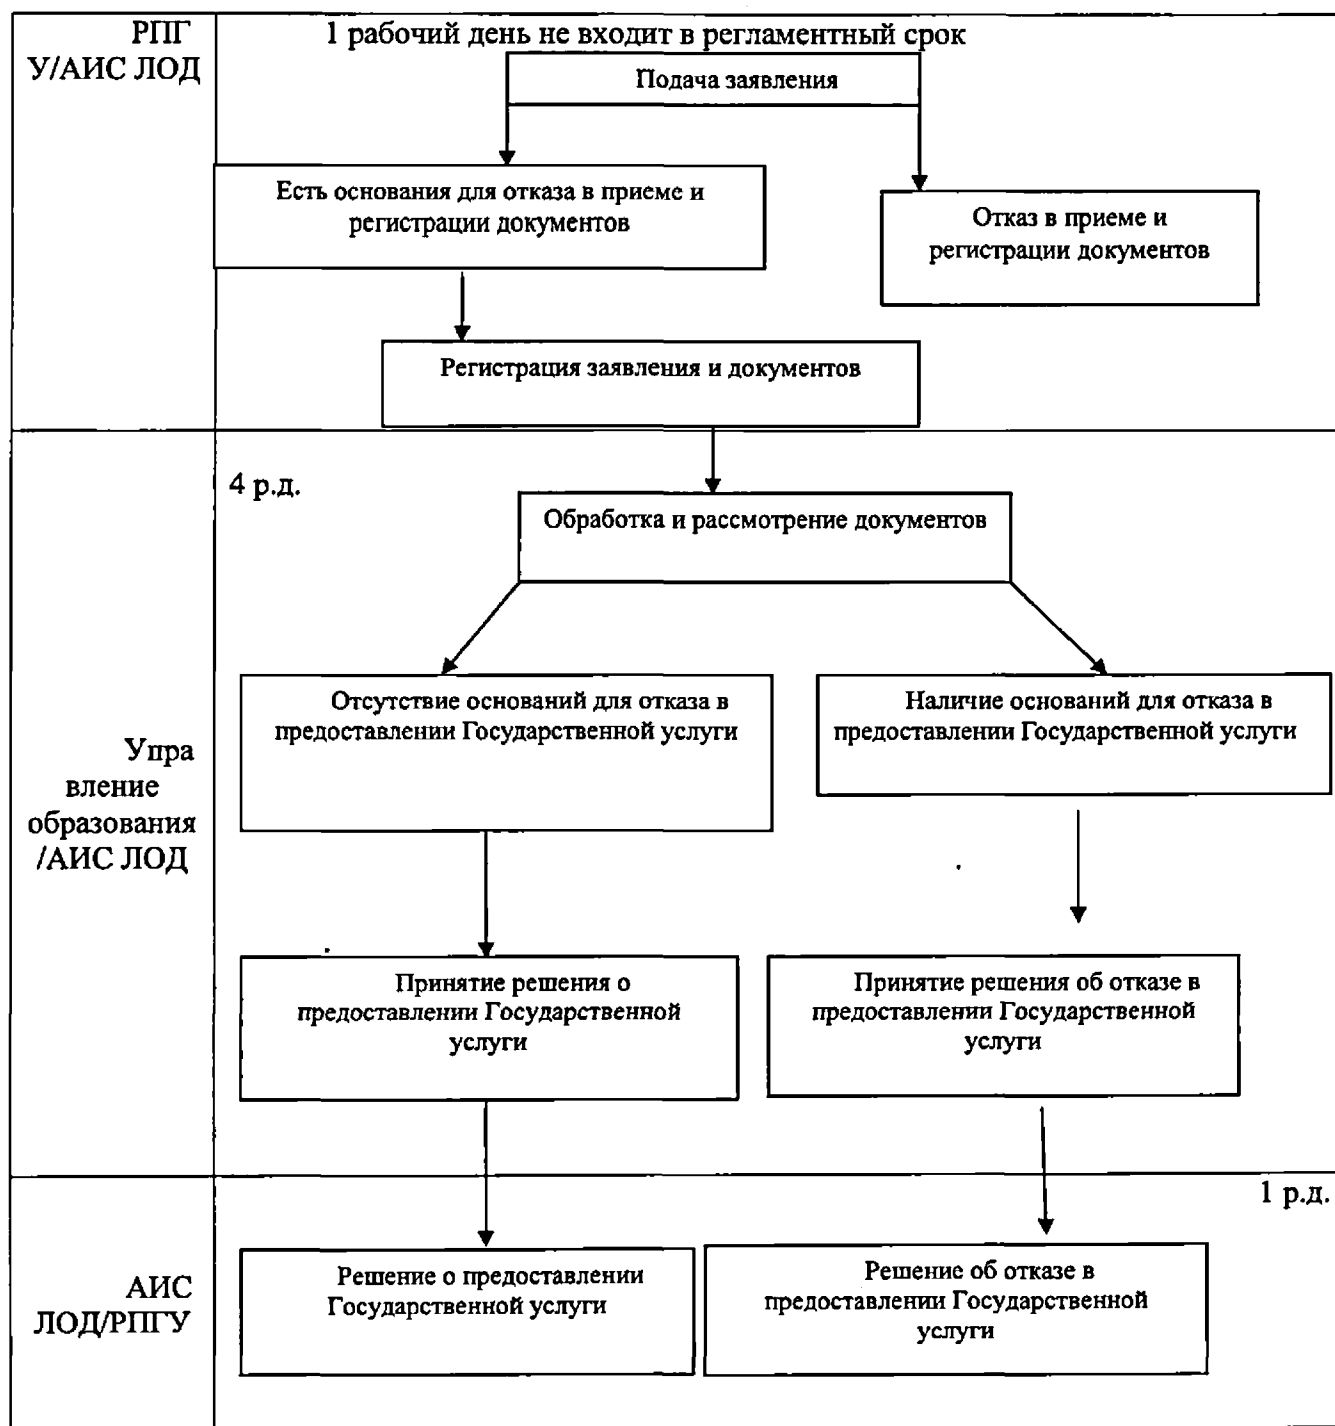 РПГ
У/АИС ЛОД
1 рабочий день не входит в регламентный срок
Подача заявления
Есть основания для отказа в приеме и
регистрации документов
Отказ в приеме и
регистрации документов
Регистрация заявления и документов
Упра
вление
образования
/АИС ЛОД
4 р.д.
Обработка и рассмотрение документов
Отсутствие оснований для отказа в
предоставлении Государственной услуги
Наличие оснований для отказа в
предоставлении Государственной услуги
Принятие решения о
предоставлении Государственной
услуги
Принятие решения об отказе в
предоставлении Государственной
услуги
АИС
ЛОД/РПГУ
1 р.д.
Решение о предоставлении
Государственной услуги
Решение об отказе в
предоставлении Государственной
услуги